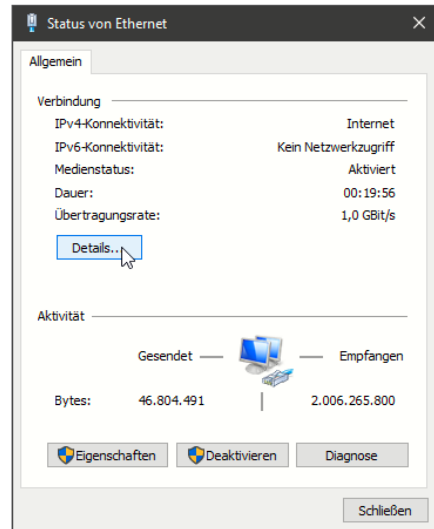 Status von Ethernet
Allgemein
Verbindung
IPv4-Konnektivität: Internet
IPv6-Konnektivität: Kein Netzwerkzugriff
Medienstatus: Aktiviert
Dauer: 00:19:56
Übertragungsrate: 1,0 GBit/s
Details...
Aktivität
Gesendet Empfangen
Bytes: 46.804.491 2.006.265.800
Eigenschaften Deaktivieren Diagnose
Schließen